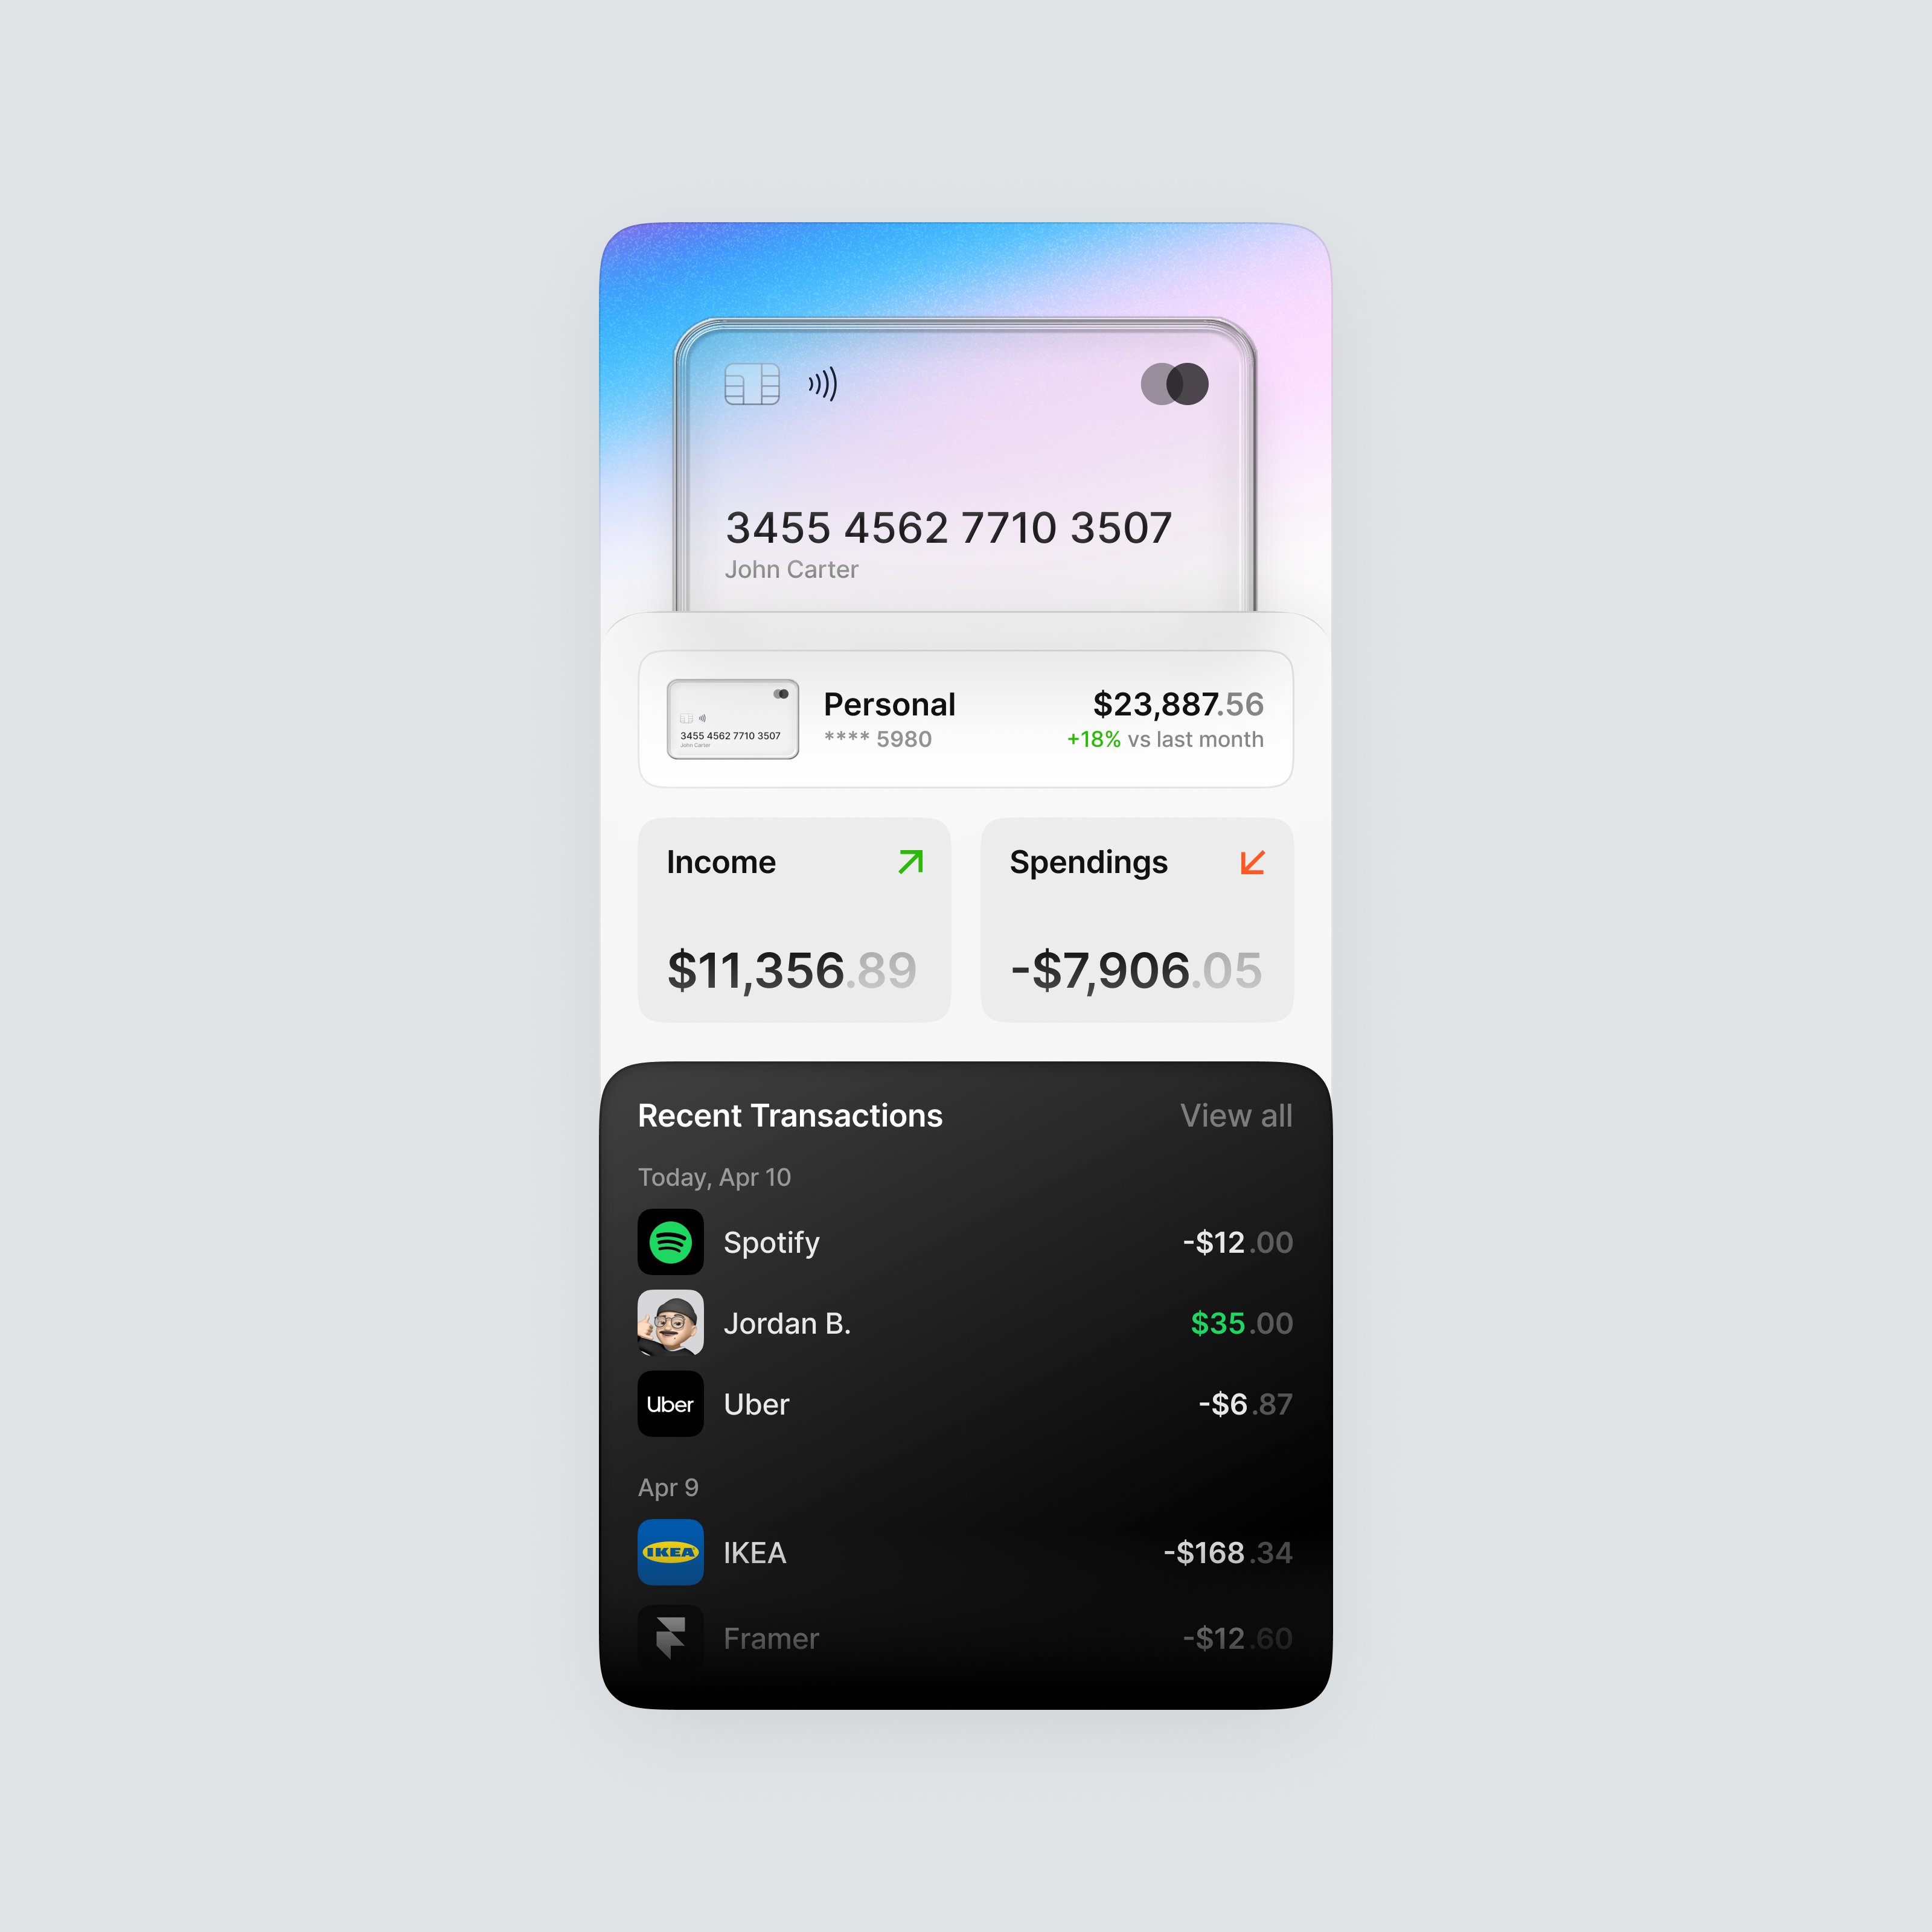 3455 4562 7710 3507
John Carter
3455 4562 7710 3507
John Carter
Personal
**** 5980
$23,887.56
+18% vs last month
Income
$11,356.89
Spendings
-$7,906.05
Recent Transactions
View all
Today, Apr 10
Spotify
-$12.00
Jordan B.
$35.00
Uber
Uber
-$6.87
Apr 9
IKEA
IKEA
-$168.34
Framer
-$12.60